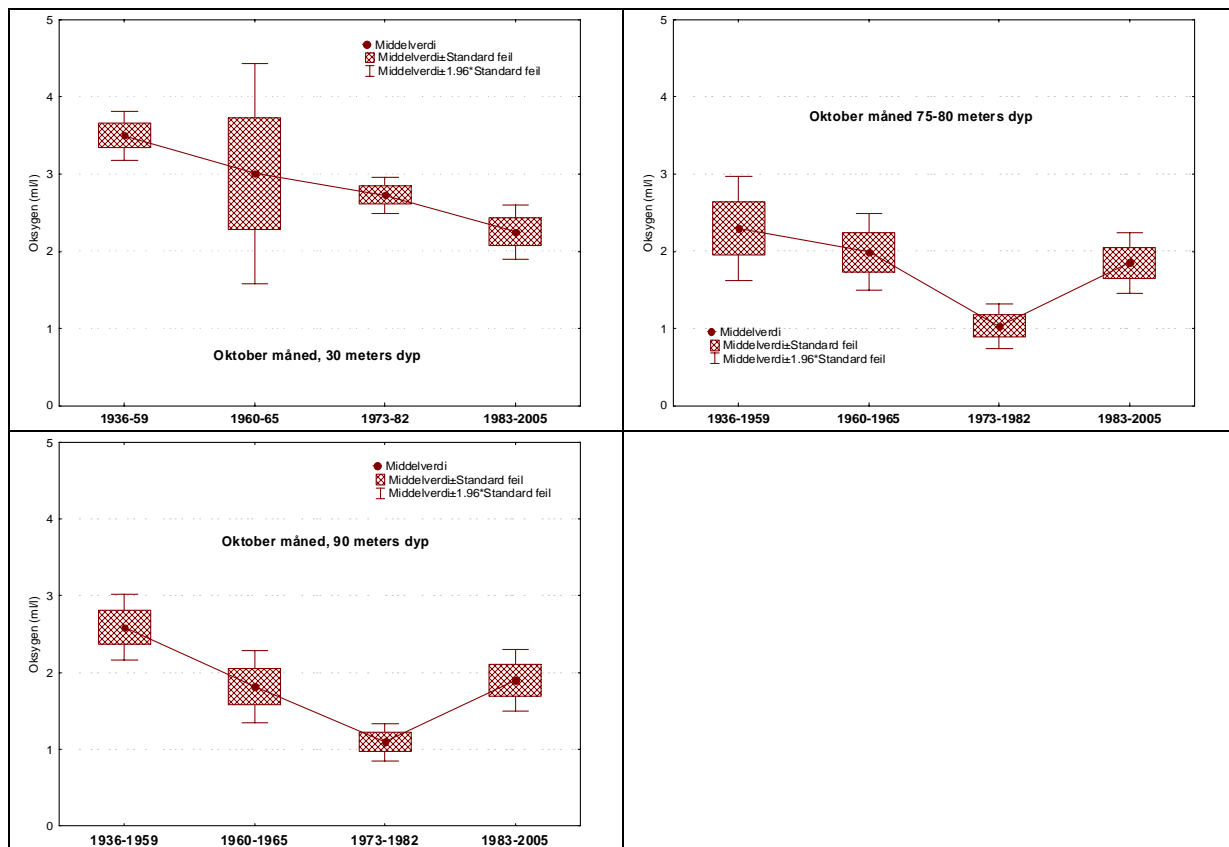 5
4
3
2
1
0
Oksygen (ml/l)
Middelverdi
Middelverdi±Standard feil
Middelverdi±1.96*Standard feil
Oktober måned, 30 meters dyp
1936-59 1960-65 1973-82 1983-2005
5
4
3
2
1
0
Oksygen (ml/l)
Oktober måned 75-80 meters dyp
Middelverdi
Middelverdi±Standard feil
Middelverdi±1.96*Standard feil
1936-1959 1960-1965 1973-1982 1983-2005
5
4
3
2
1
0
Oksygen (ml/l)
Middelverdi
Middelverdi±Standard feil
Middelverdi±1.96*Standard feil
Oktober måned, 90 meters dyp
1936-1959 1960-1965 1973-1982 1983-2005